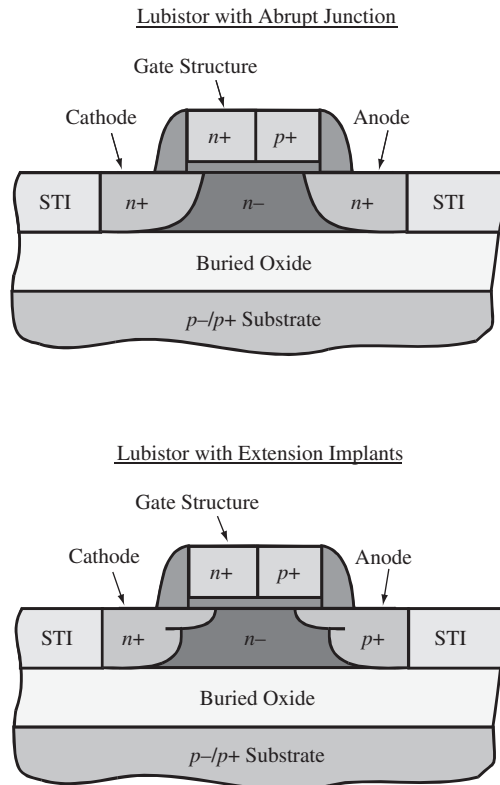 Lubistor with Abrupt Junction
Gate Structure
Cathode
Anode
n+ p+
STI n+ n– n+ STI
Buried Oxide
p–/p+ Substrate
Lubistor with Extension Implants
Gate Structure
Cathode
Anode
n+ p+
STI n+ n– p+ STI
Buried Oxide
p–/p+ Substrate